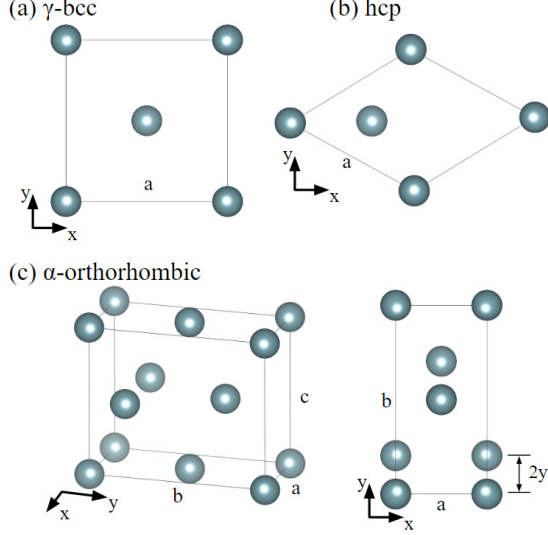 (a) γ-bcc
(b) hcp
a
y
x
a
y
x
(c) α-orthorhombic
c
b
a
y
x
b
2y
a
y
x